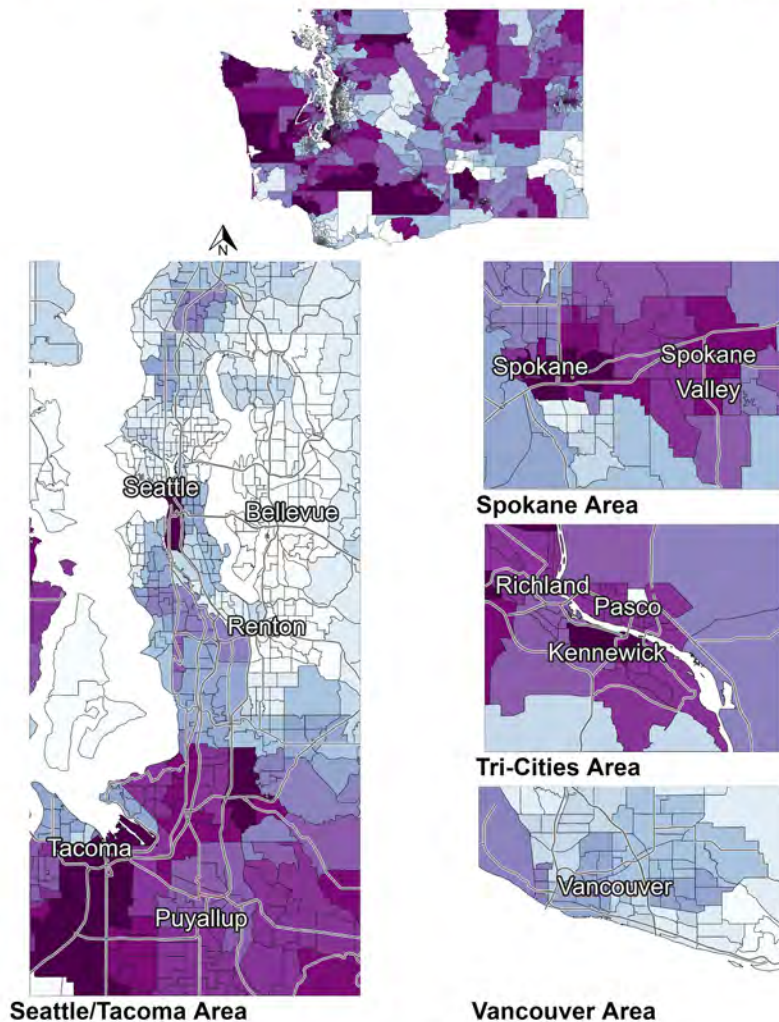 N
Seattle
Bellevue
Renton
Tacoma
Puyallup
Seattle/Tacoma Area
Spokane
Spokane
Valley
Spokane Area
Richland
Pasco
Kennewick
Tri-Cities Area
Vancouver
Vancouver Area